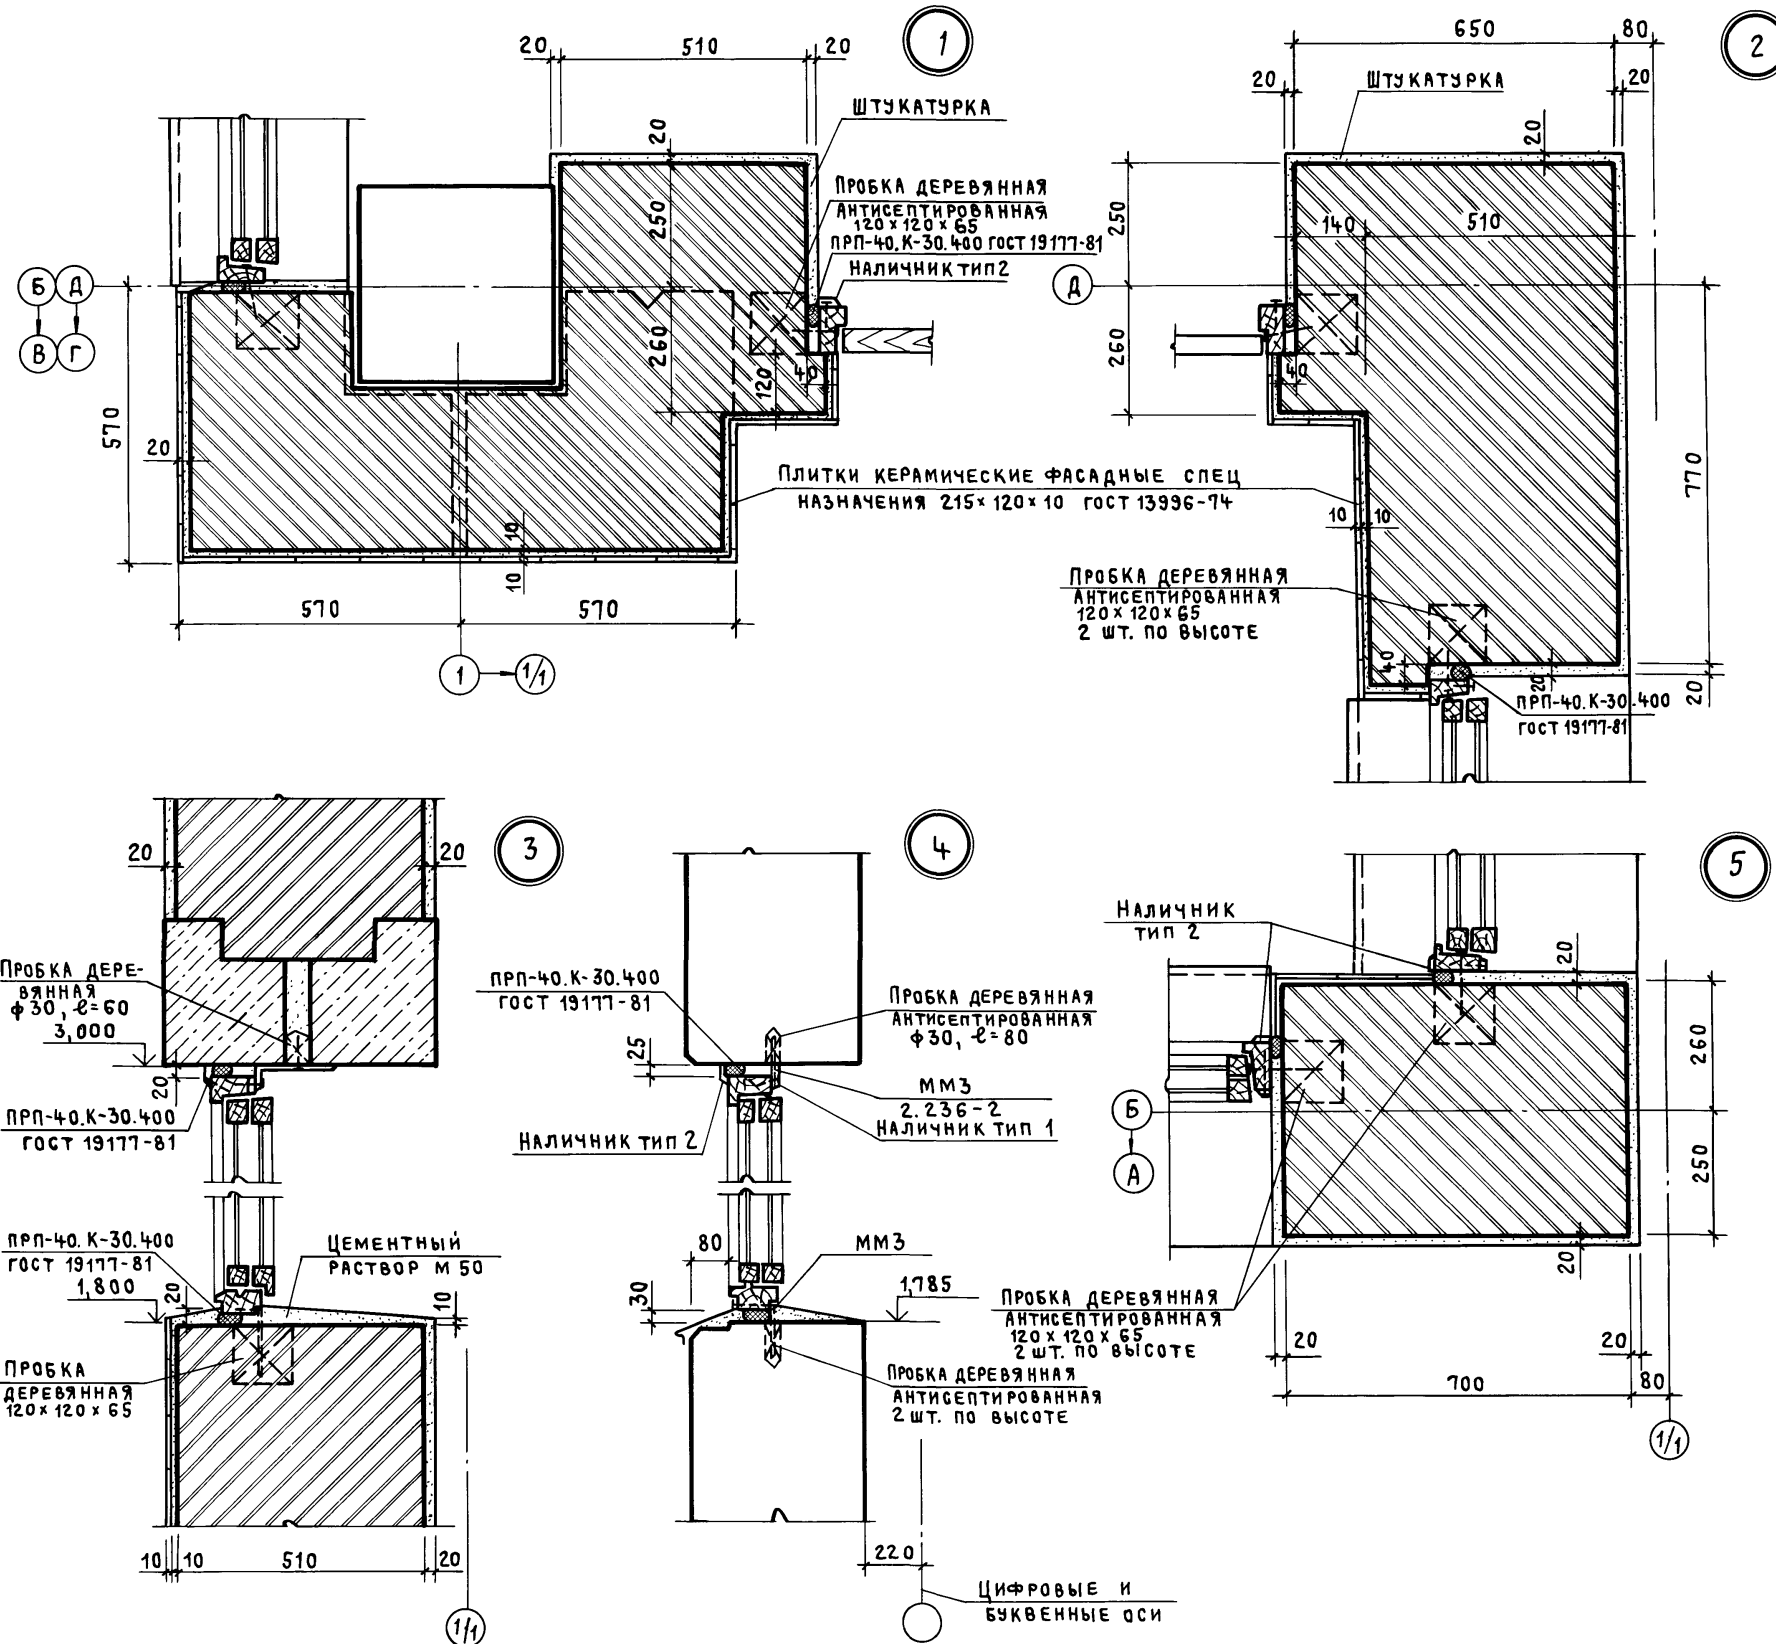 1
20 510 20
ШТУКАТУРКА
20
ПРОБКА ДЕРЕВЯННАЯ
АНТИСЕПТИРОВАННАЯ
120×120×65
ПРП-40.К-30.400 ГОСТ 19177-81
НАЛИЧНИК ТИП 2
250
260
120
40
Б Д
В Г
570
20
10
10
570 570
1 1/1
ПЛИТКИ КЕРАМИЧЕСКИЕ ФАСАДНЫЕ СПЕЦ
НАЗНАЧЕНИЯ 215×120×10 ГОСТ 13996-74
2
650 80
20 20
ШТУКАТУРКА
20
250
140 510
Д
260
40
770
10 10
ПРОБКА ДЕРЕВЯННАЯ
АНТИСЕПТИРОВАННАЯ
120×120×65
2 ШТ. ПО ВЫСОТЕ
40
20
20
ПРП-40.К-30.400
ГОСТ 19177-81
3
20 20
ПРОБКА ДЕРЕ-
ВЯННАЯ
ф30, ℓ=60
3,000
20
ПРП-40.К-30.400
ГОСТ 19177-81
ПРП-40.К-30.400
ГОСТ 19177-81
1,800
20
ЦЕМЕНТНЫЙ
РАСТВОР М 50
10
ПРОБКА
ДЕРЕВЯННАЯ
120×120×65
10 10 510 20
1/1
4
ПРП-40.К-30.400
ГОСТ 19177-81
25
ПРОБКА ДЕРЕВЯННАЯ
АНТИСЕПТИРОВАННАЯ
ф30, ℓ=80
ММ3
2.236-2
НАЛИЧНИК ТИП 1
НАЛИЧНИК ТИП 2
80
ММ3
30
1,785
ПРОБКА ДЕРЕВЯННАЯ
АНТИСЕПТИРОВАННАЯ
2 ШТ. ПО ВЫСОТЕ
220
ЦИФРОВЫЕ И
БУКВЕННЫЕ ОСИ
5
НАЛИЧНИК
ТИП 2
20
260
Б
А
250
20
ПРОБКА ДЕРЕВЯННАЯ
АНТИСЕПТИРОВАННАЯ
120×120×65
2 ШТ. ПО ВЫСОТЕ
20 20
700 80
1/1